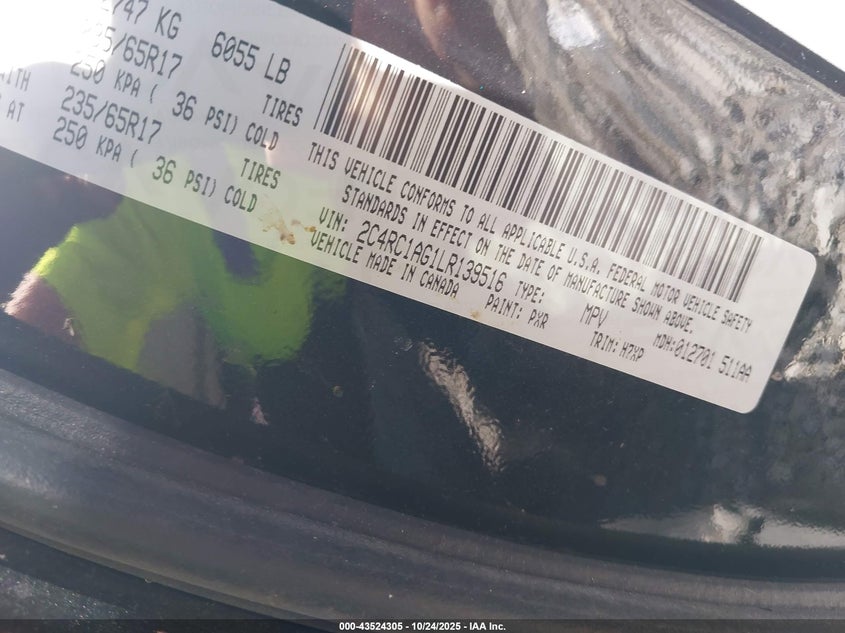 47 KG 6055 LB
65R17 TIRES
250 KPA ( 36 PSI) COLD
235/65R17 TIRES
AT 250 KPA ( 36 PSI) COLD
THIS VEHICLE CONFORMS TO ALL APPLICABLE U.S.A. FEDERAL MOTOR VEHICLE SAFETY
STANDARDS IN EFFECT ON THE DATE OF MANUFACTURE SHOWN ABOVE.
VIN: 2C4RC1AG1LR139516 TYPE: MPV MDH:012701 511AA
VEHICLE MADE IN CANADA PAINT: PXR TRIM: H7XP
000-43524305 - 10/24/2025 - IAA Inc.